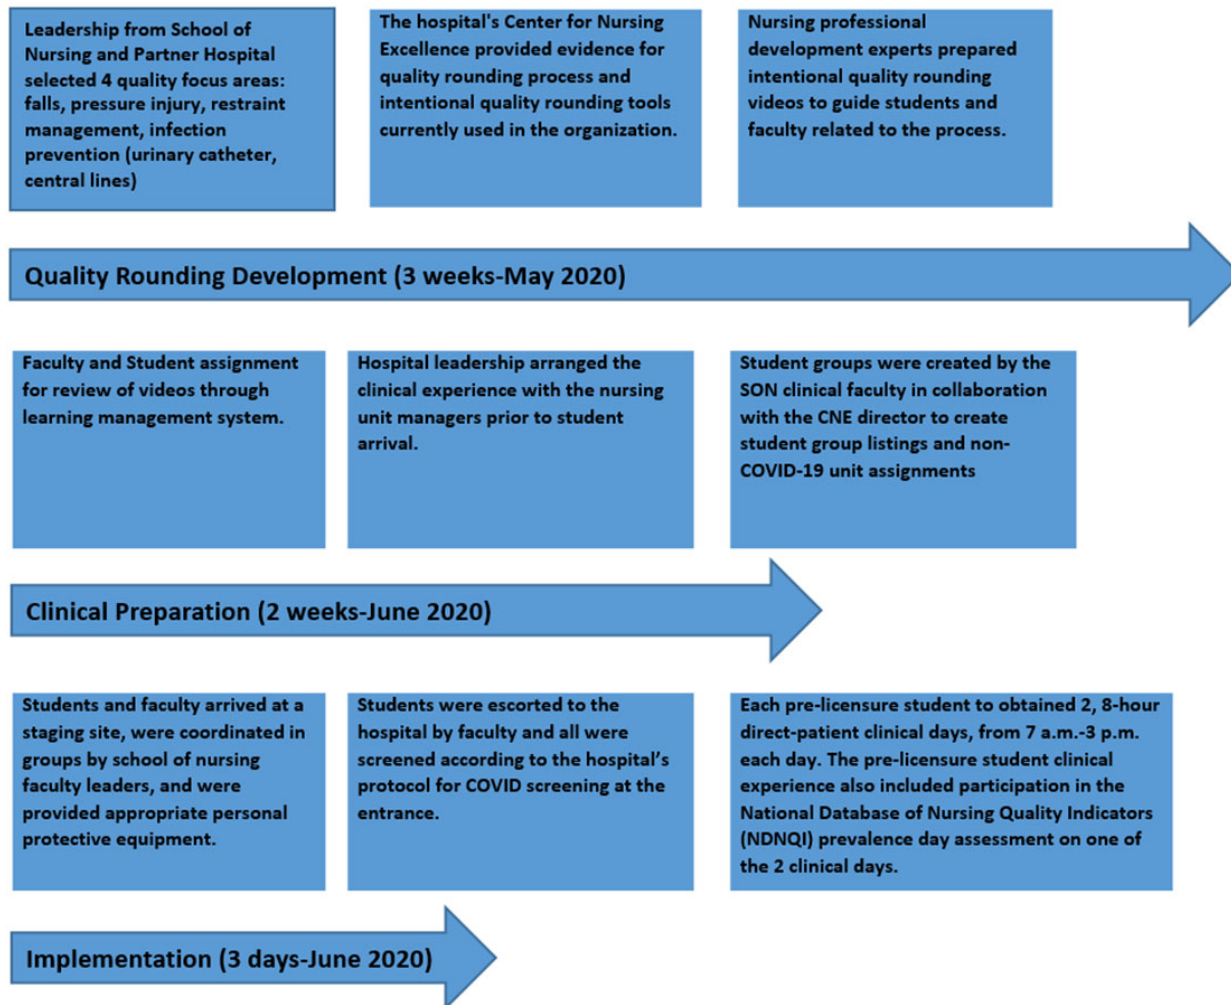 Leadership from School of
Nursing and Partner Hospital
selected 4 quality focus areas:
falls, pressure injury, restraint
management, infection
prevention (urinary catheter,
central lines)
The hospital's Center for Nursing
Excellence provided evidence for
quality rounding process and
intentional quality rounding tools
currently used in the organization.
Nursing professional
development experts prepared
intentional quality rounding
videos to guide students and
faculty related to the process.
Quality Rounding Development (3 weeks-May 2020)
Faculty and Student assignment
for review of videos through
learning management system.
Hospital leadership arranged the
clinical experience with the nursing
unit managers prior to student
arrival.
Student groups were created by the
SON clinical faculty in collaboration
with the CNE director to create
student group listings and non-
COVID-19 unit assignments
Clinical Preparation (2 weeks-June 2020)
Students and faculty arrived at a
staging site, were coordinated in
groups by school of nursing
faculty leaders, and were
provided appropriate personal
protective equipment.
Students were escorted to the
hospital by faculty and all were
screened according to the hospital’s
protocol for COVID screening at the
entrance.
Each pre-licensure student to obtained 2, 8-hour
direct-patient clinical days, from 7 a.m.-3 p.m.
each day. The pre-licensure student clinical
experience also included participation in the
National Database of Nursing Quality Indicators
(NDNQI) prevalence day assessment on one of
the 2 clinical days.
Implementation (3 days-June 2020)